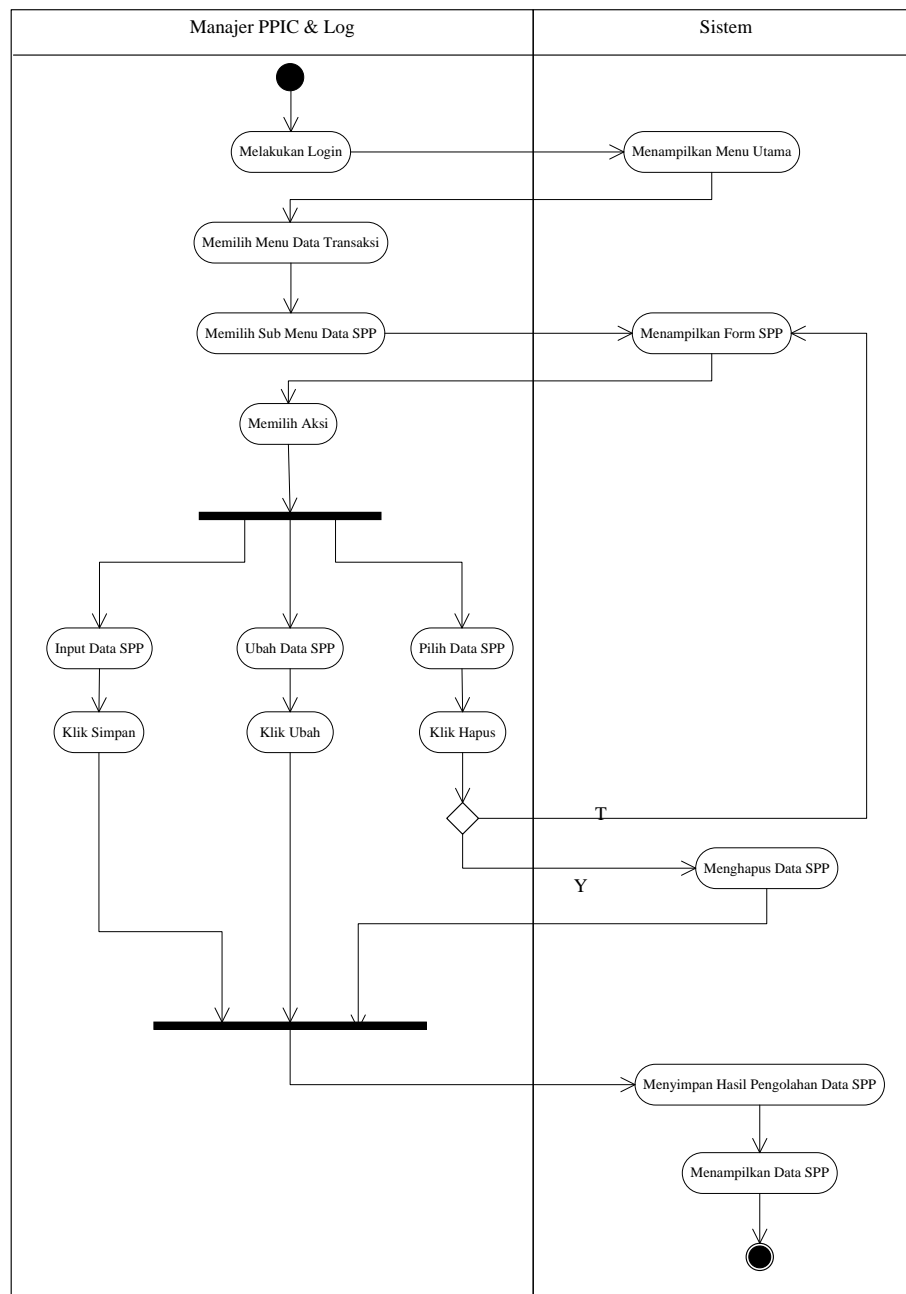 Manajer PPIC & Log
Sistem
Melakukan Login
Menampilkan Menu Utama
Memilih Menu Data Transaksi
Memilih Sub Menu Data SPP
Menampilkan Form SPP
Memilih Aksi
Input Data SPP
Ubah Data SPP
Pilih Data SPP
Klik Simpan
Klik Ubah
Klik Hapus
T
Menghapus Data SPP
Y
Menyimpan Hasil Pengolahan Data SPP
Menampilkan Data SPP